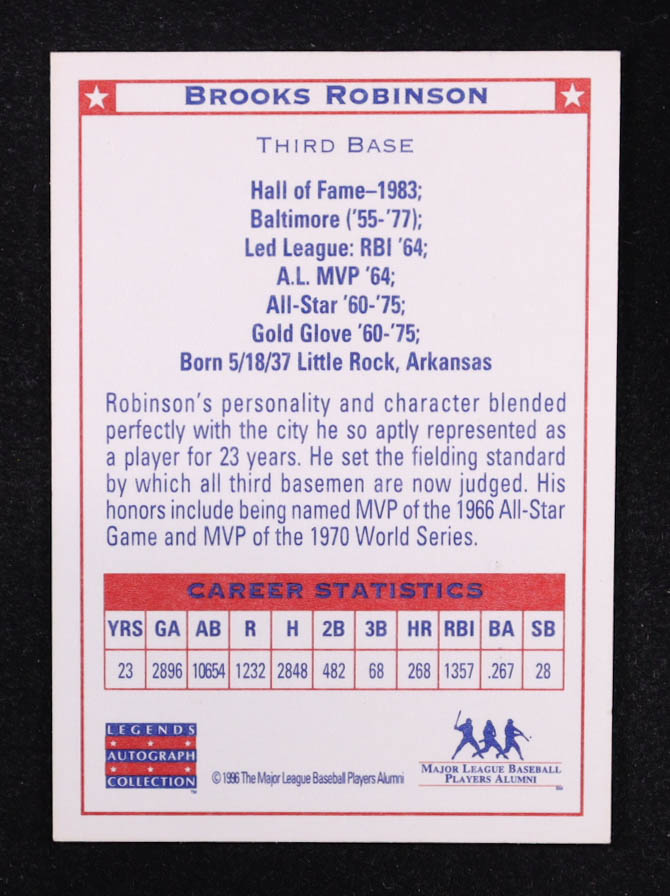 BROOKS ROBINSON
THIRD BASE
Hall of Fame–1983;
Baltimore ('55-'77);
Led League: RBI '64;
A.L. MVP '64;
All-Star '60-'75;
Gold Glove '60-'75;
Born 5/18/37 Little Rock, Arkansas
Robinson's personality and character blended
perfectly with the city he so aptly represented as
a player for 23 years. He set the fielding standard
by which all third basemen are now judged. His
honors include being named MVP of the 1966 All-Star
Game and MVP of the 1970 World Series.
CAREER STATISTICS
YRS GA AB R H 2B 3B HR RBI BA SB
23 2896 10654 1232 2848 482 68 268 1357 .267 28
LEGENDS
AUTOGRAPH
COLLECTION™
©1996 The Major League Baseball Players Alumni
MAJOR LEAGUE BASEBALL
PLAYERS ALUMNI